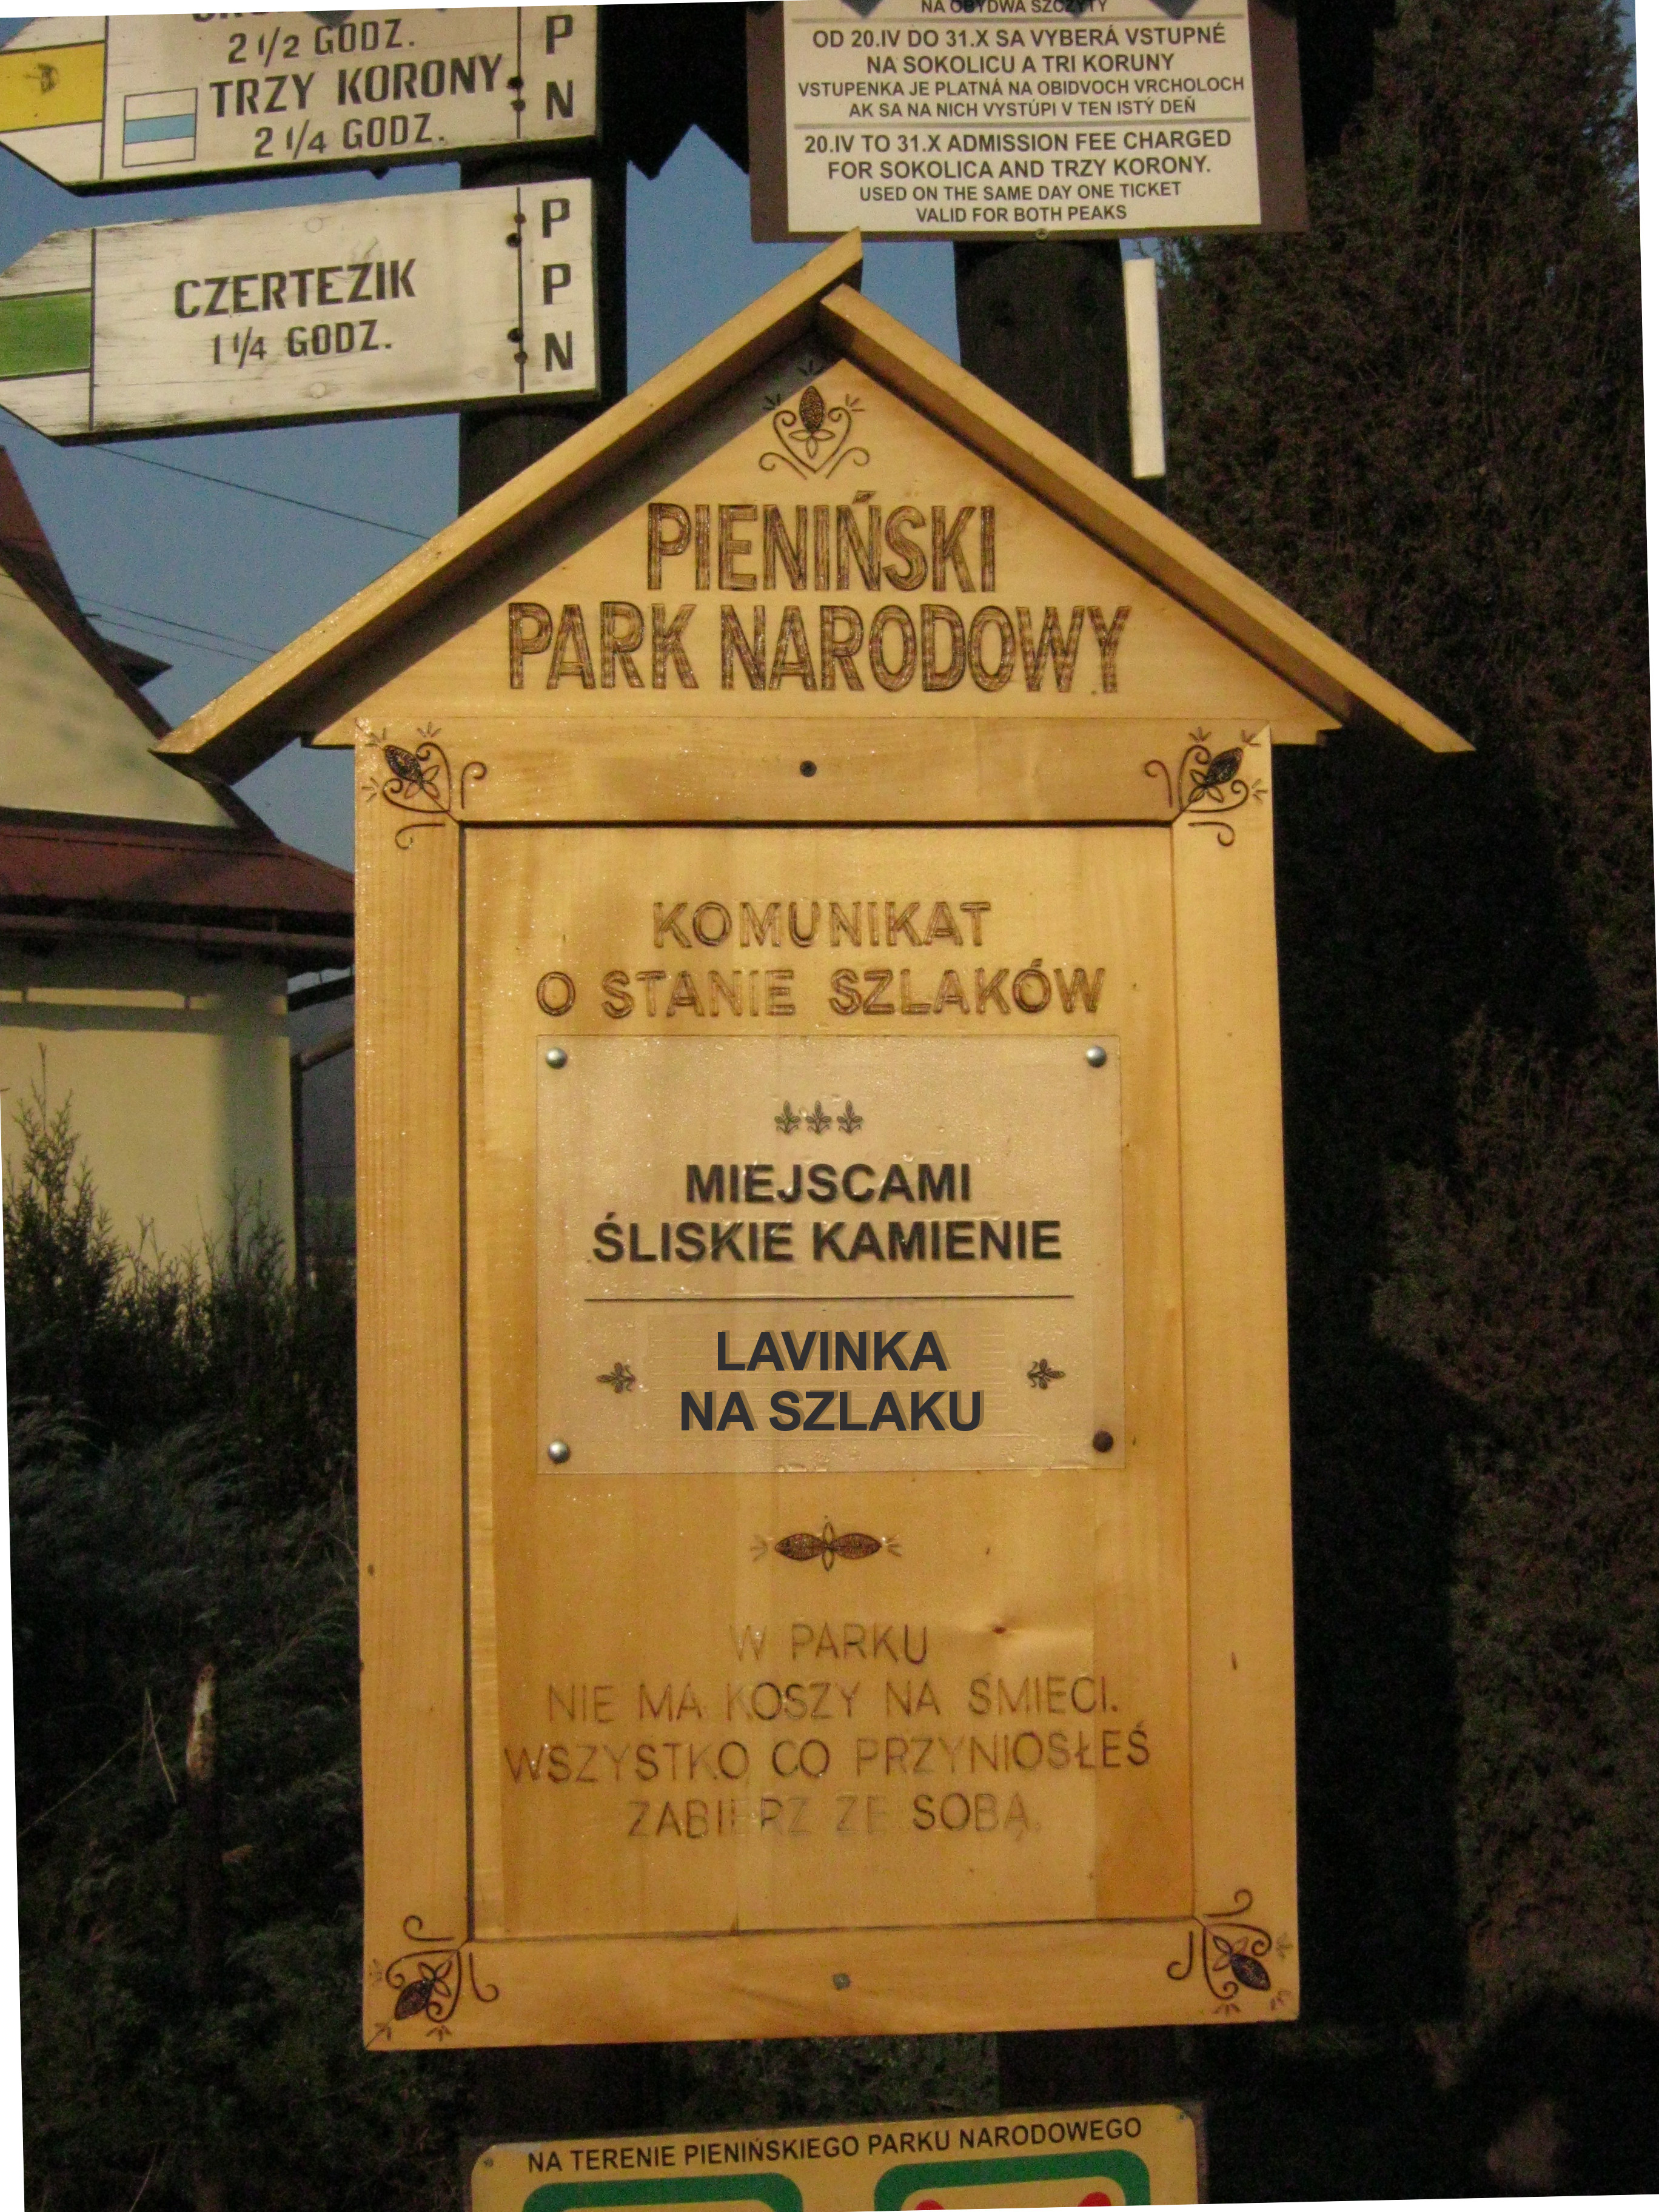 2 1/2 GODZ.
TRZY KORONY
2 1/4 GODZ.
P
N
CZERTEZIK
1 1/4 GODZ.
P
P
N
NA OBYDWA SZCZYTY
OD 20.IV DO 31.X SA VYBERÁ VSTUPNÉ
NA SOKOLICU A TRI KORUNY
VSTUPENKA JE PLATNÁ NA OBIDVOCH VRCHOLOCH
AK SA NA NICH VYSTÚPI V TEN ISTÝ DEŇ
20.IV TO 31.X ADMISSION FEE CHARGED
FOR SOKOLICA AND TRZY KORONY.
USED ON THE SAME DAY ONE TICKET
VALID FOR BOTH PEAKS
PIENIŃSKI
PARK NARODOWY
KOMUNIKAT
O STANIE SZLAKÓW
MIEJSCAMI
ŚLISKIE KAMIENIE
LAVINKA
NA SZLAKU
W PARKU
NIE MA KOSZY NA SMIECI.
WSZYSTKO CO PRZYNIOSŁEŚ
ZABIERZ ZE SOBĄ.
NA TERENIE PIENIŃSKIEGO PARKU NARODOWEGO